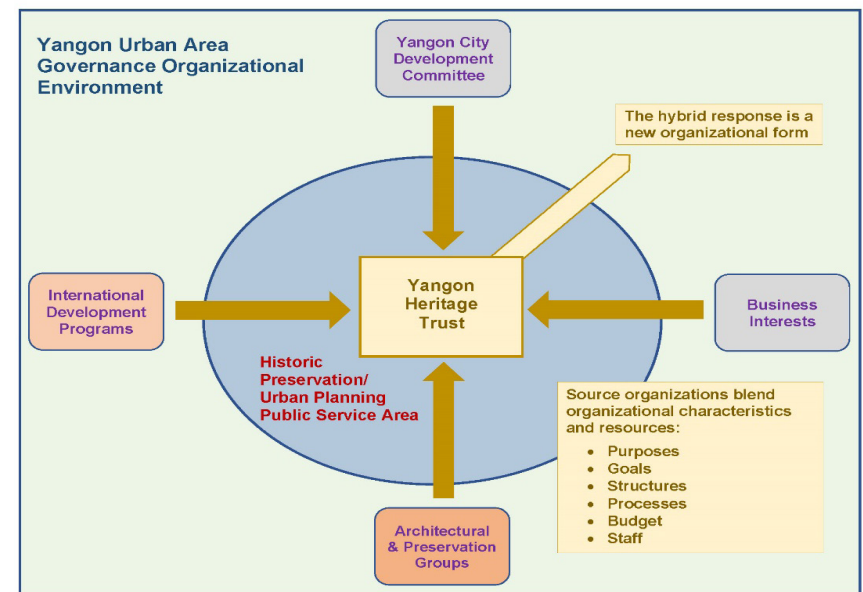 Yangon Urban Area
Governance Organizational
Environment
Yangon City
Development
Committee
The hybrid response is a
new organizational form
International
Development
Programs
Yangon
Heritage
Trust
Business
Interests
Historic
Preservation/
Urban Planning
Public Service Area
Source organizations blend
organizational characteristics
and resources:
• Purposes
• Goals
• Structures
• Processes
• Budget
• Staff
Architectural
& Preservation
Groups